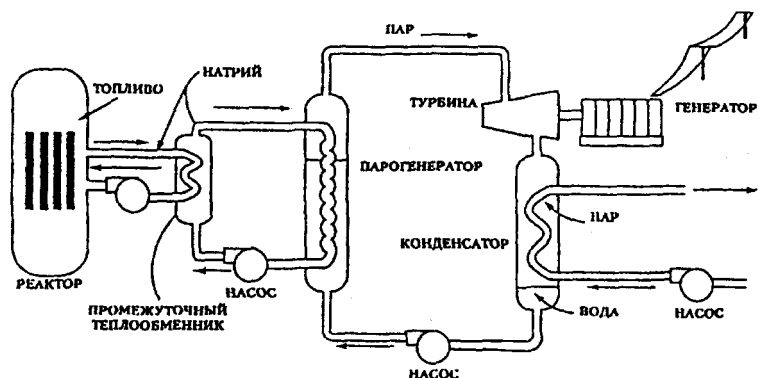 ПАР
НАТРИЙ
ТОПЛИВО
ТУРБИНА
ГЕНЕРАТОР
ПАРОГЕНЕРАТОР
ПАР
КОНДЕНСАТОР
РЕАКТОР
НАСОС
ПРОМЕЖУТОЧНЫЙ
ТЕПЛООБМЕННИК
ВОДА
НАСОС
НАСОС